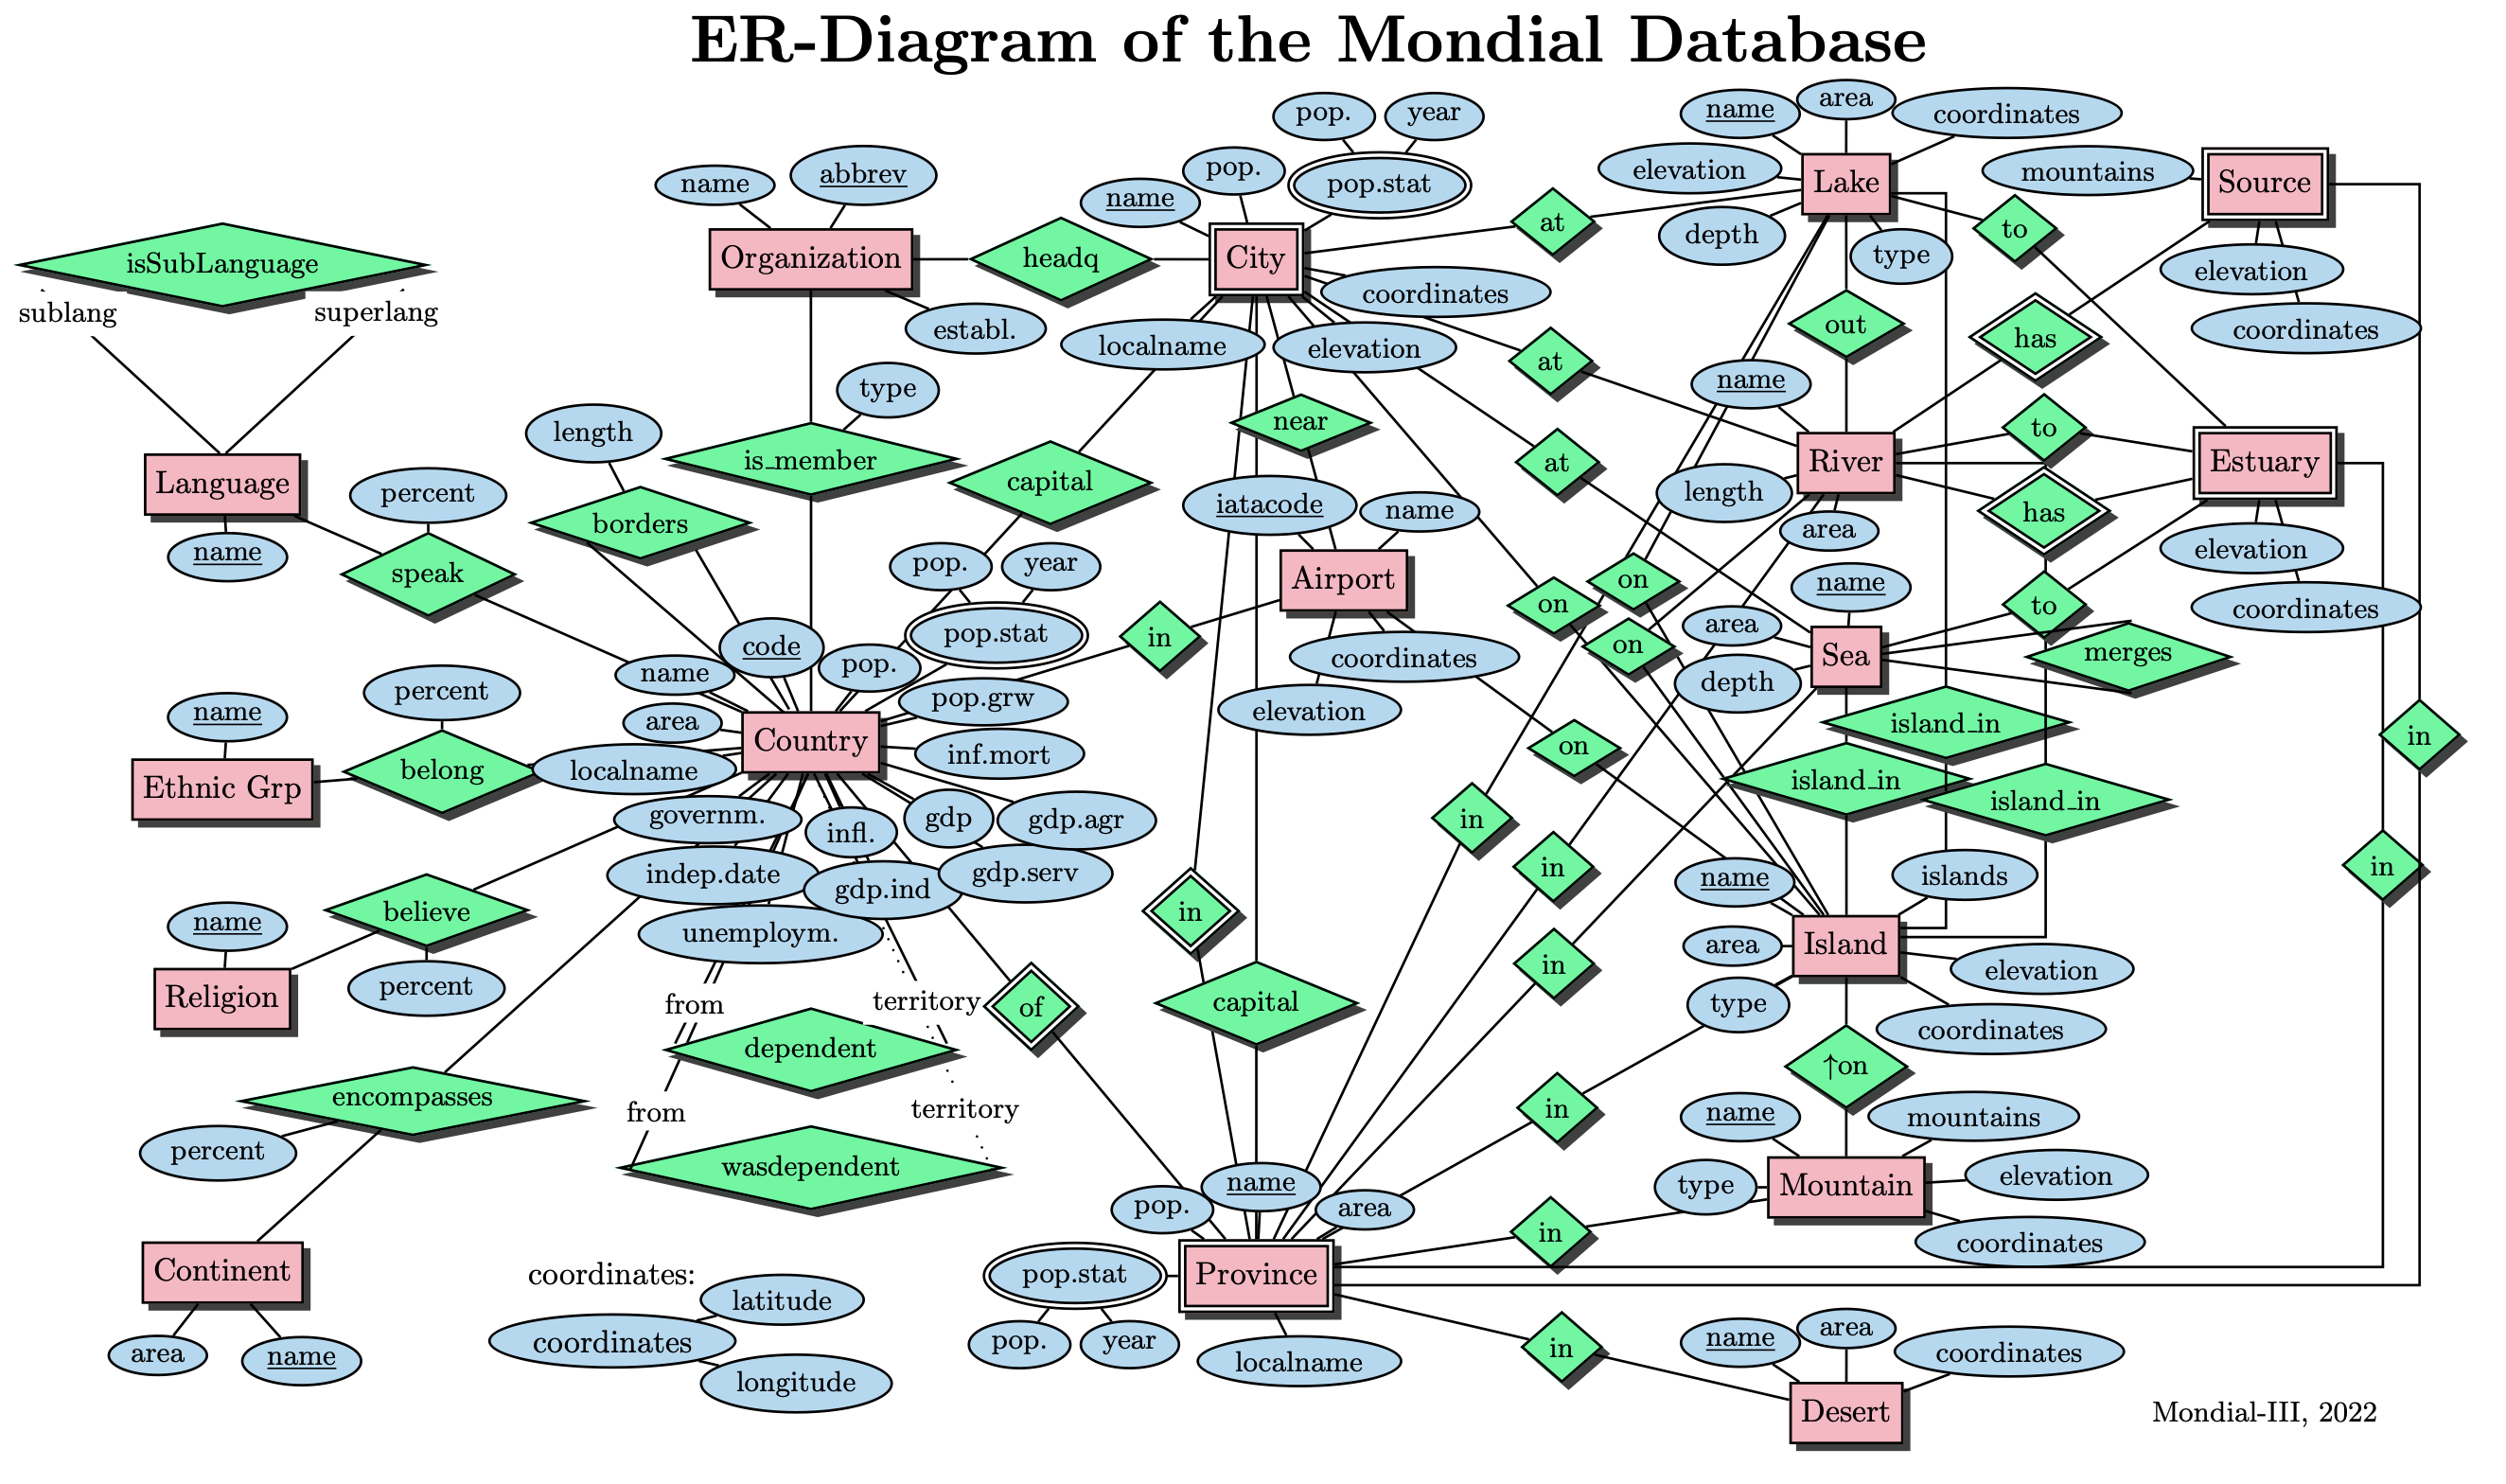 ER-Diagram of the Mondial Database
pop.
year
name
area
coordinates
elevation
Lake
mountains
Source
name
abbrev
pop.
pop.stat
name
at
depth
type
to
isSubLanguage
sublang
superlang
Organization
headq
City
elevation
coordinates
establ.
coordinates
localname
elevation
out
has
at
type
name
length
near
to
is_member
at
River
Estuary
Language
percent
capital
iatacode
name
length
has
borders
area
name
speak
pop.
year
Airport
on
name
elevation
coordinates
code
pop.stat
in
on
on
area
to
Sea
merges
name
pop.
coordinates
depth
percent
name
area
pop.grw
elevation
island_in
Country
inf.mort
on
in
Ethnic Grp
belong
localname
island_in
island_in
governm.
infl.
gdp
gdp.agr
in
in
in
indep.date
gdp.ind
gdp.serv
name
islands
name
believe
unemploym.
in
Island
area
in
elevation
Religion
percent
from
territory
of
capital
type
coordinates
dependent
↑on
encompasses
from
territory
in
name
mountains
percent
wasdependent
name
type
Mountain
elevation
pop.
area
in
coordinates
Continent
coordinates:
latitude
pop.stat
Province
area
name
coordinates
longitude
pop.
year
localname
in
name
area
coordinates
Desert
Mondial-III, 2022